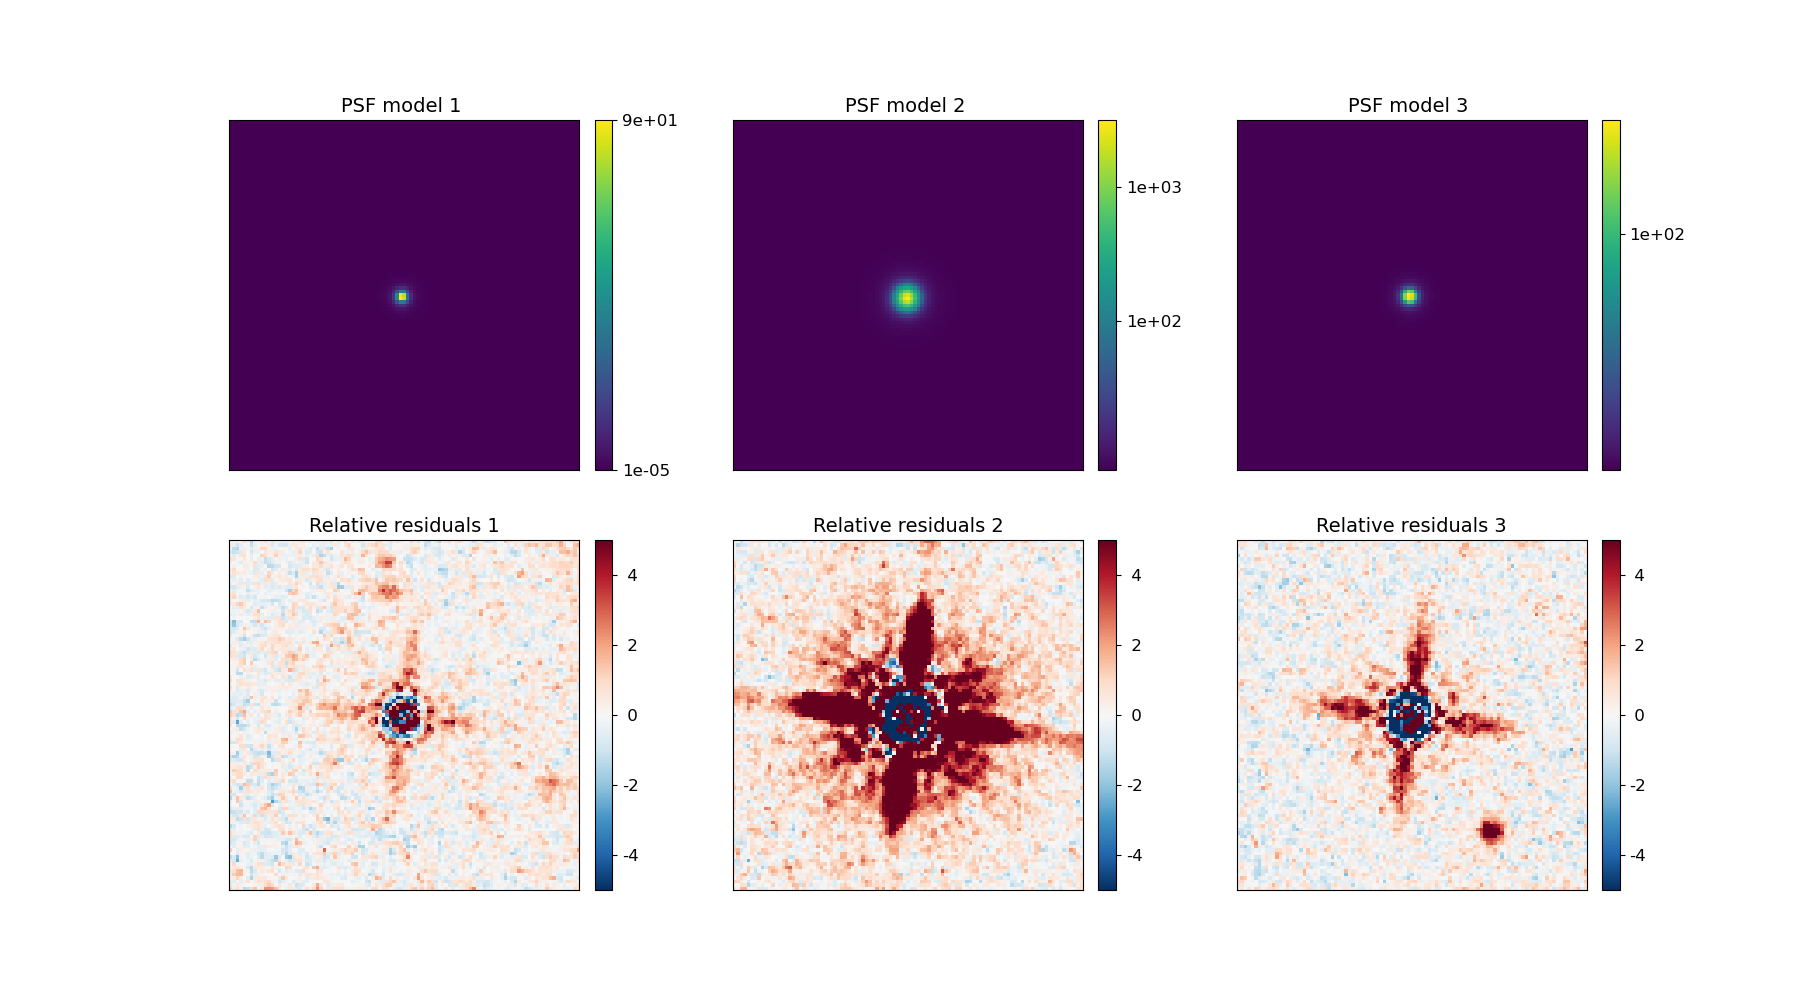 PSF model 1
PSF model 2
PSF model 3
9e+01
1e-05
1e+03
1e+02
1e+02
Relative residuals 1
Relative residuals 2
Relative residuals 3
4
2
0
-2
-4
4
2
0
-2
-4
4
2
0
-2
-4